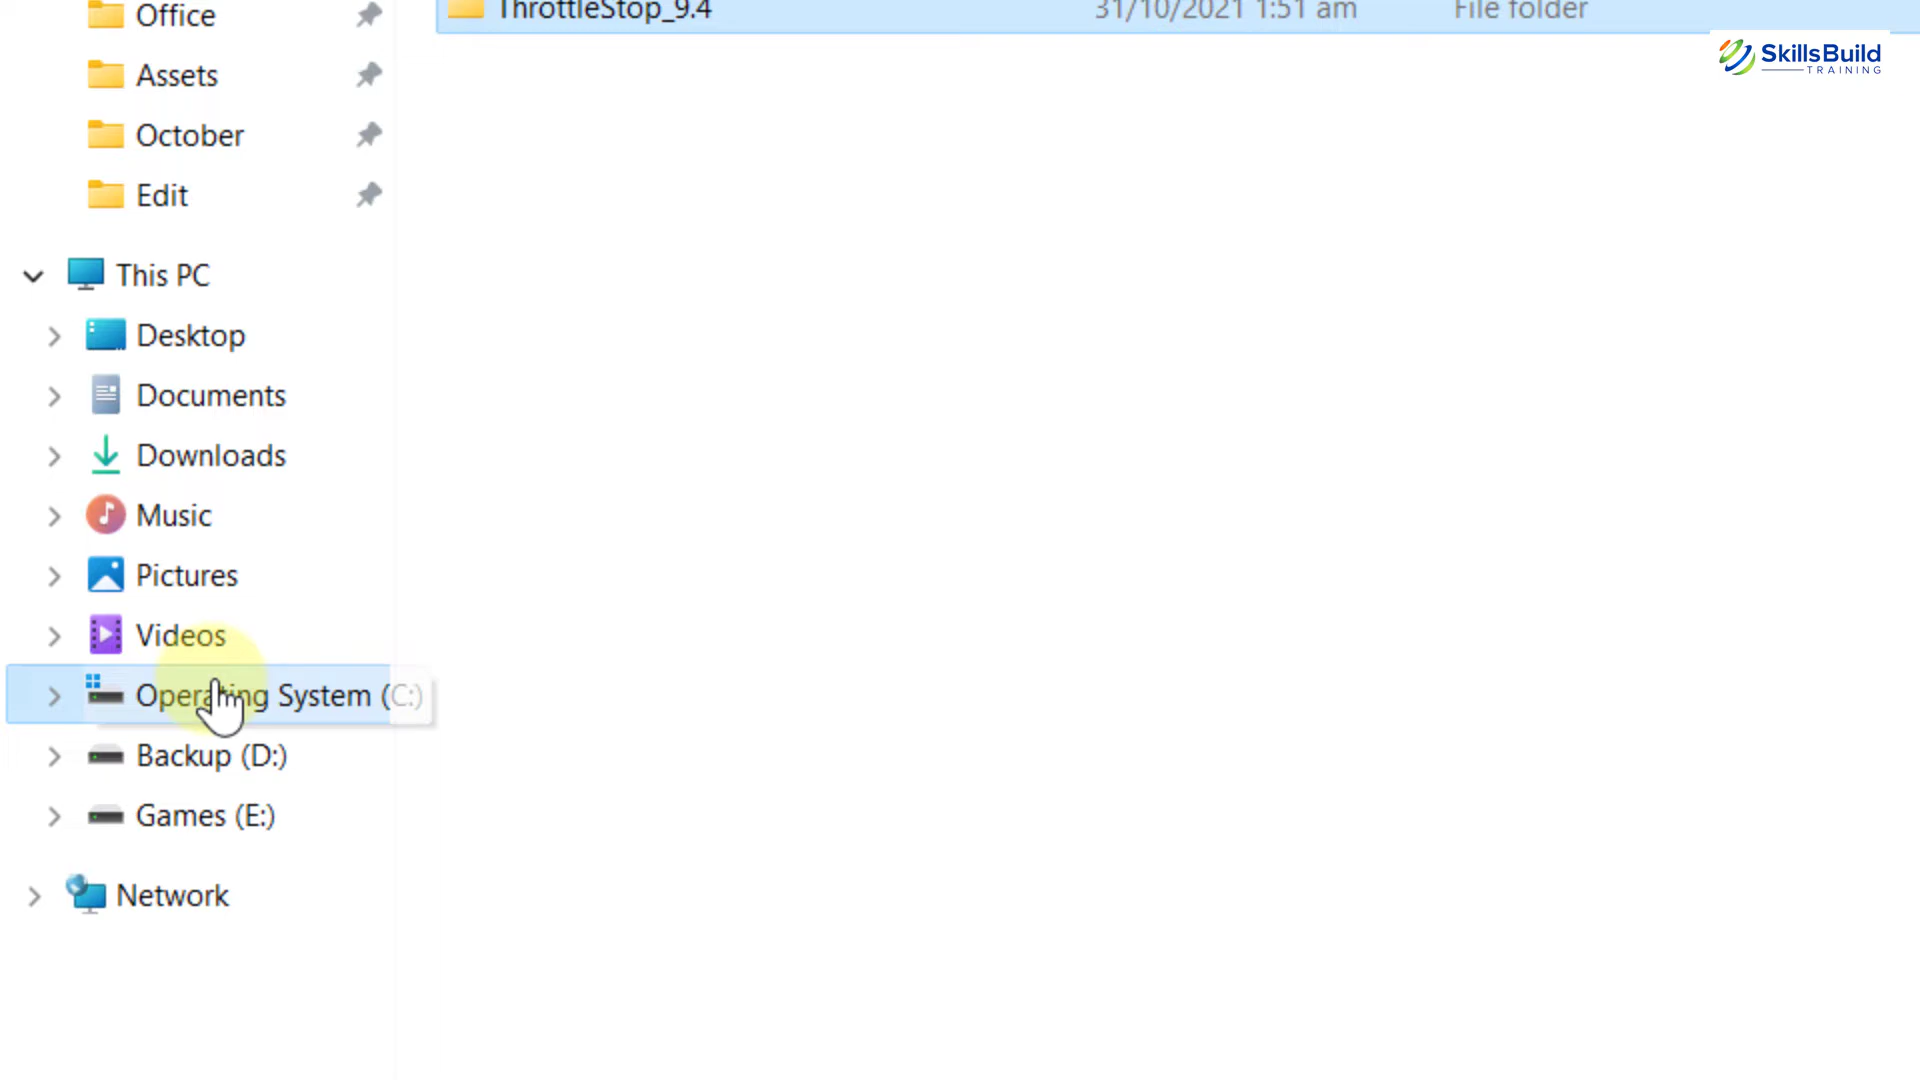 Office
ThrottleStop_9.4 31/10/2021 1:51 am File folder
SkillsBuild
TRAINING
Assets
October
Edit
This PC
Desktop
Documents
Downloads
Music
Pictures
Videos
Operating System (C:)
Backup (D:)
Games (E:)
Network